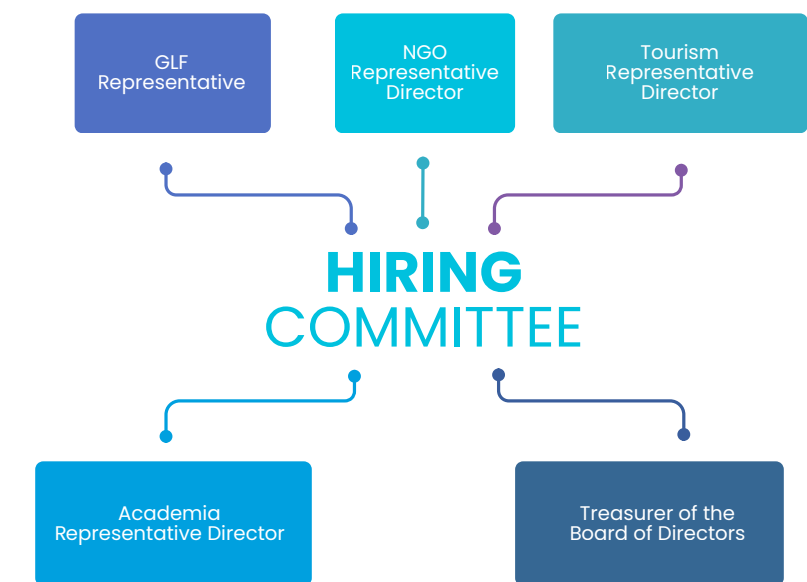 GLF
Representative
NGO
Representative
Director
Tourism
Representative
Director
HIRING
COMMITTEE
Academia
Representative Director
Treasurer of the
Board of Directors